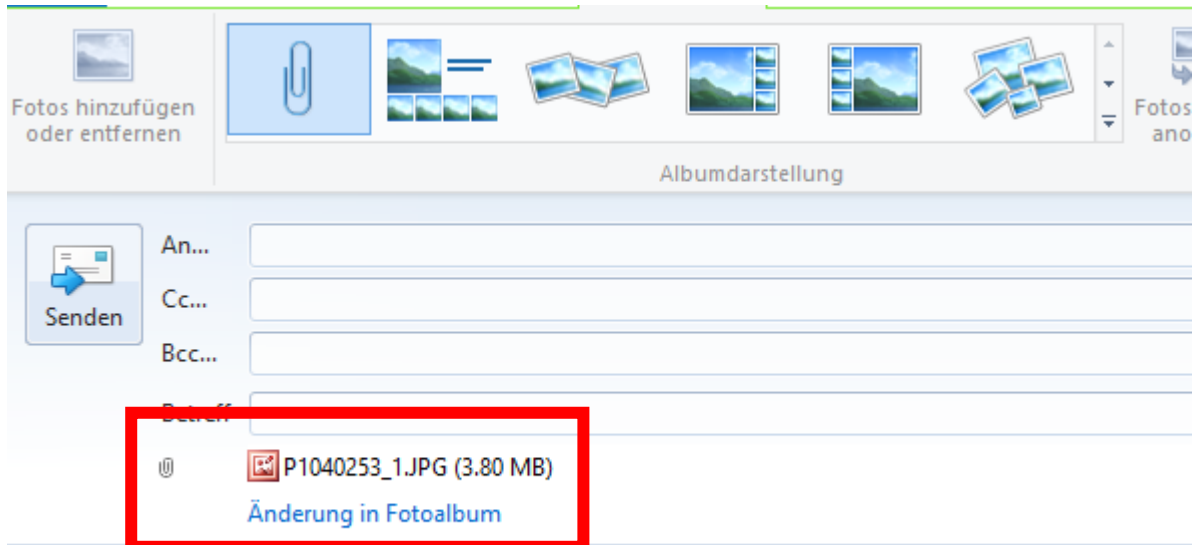 Fotos hinzufügen
oder entfernen
Fotos
ano
Albumdarstellung
Senden
An...
Cc...
Bcc...
Betreff
P1040253_1.JPG (3.80 MB)
Änderung in Fotoalbum